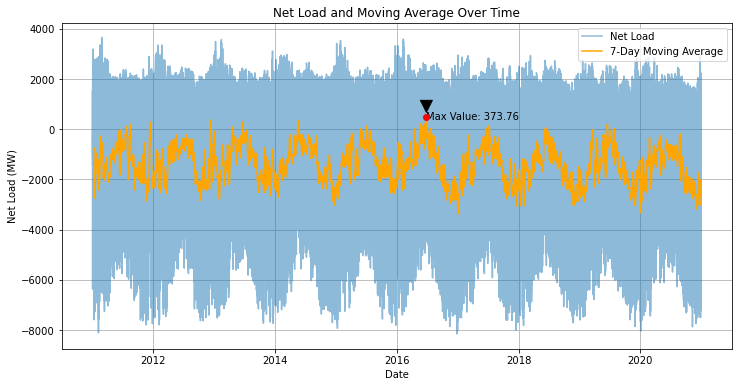 Net Load and Moving Average Over Time
Net Load
7-Day Moving Average
Max Value: 373.76
Net Load (MW)
4000
2000
0
−2000
−4000
−6000
−8000
2012
2014
2016
2018
2020
Date